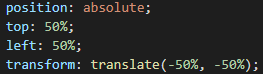 position: absolute;
top: 50%;
left: 50%;
transform: translate(-50%, -50%);